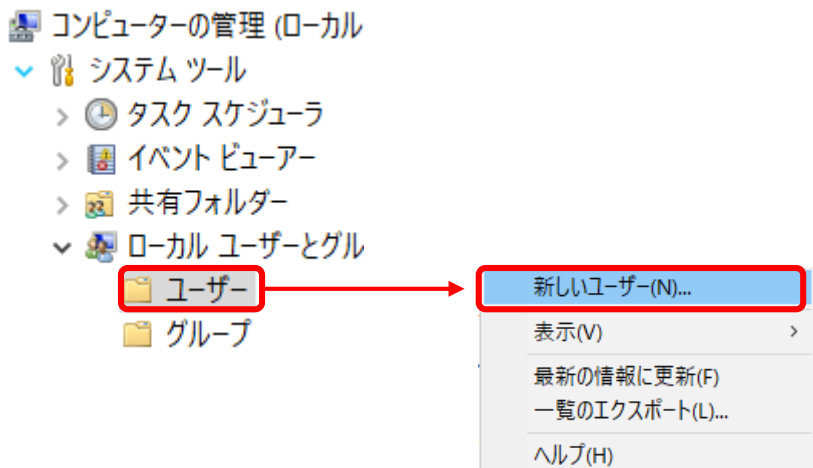 コンピューターの管理 (ローカル
システム ツール
タスク スケジューラ
イベント ビューアー
共有フォルダー
ローカル ユーザーとグル
ユーザー
グループ
新しいユーザー(N)...
表示(V)
最新の情報に更新(F)
一覧のエクスポート(L)...
ヘルプ(H)